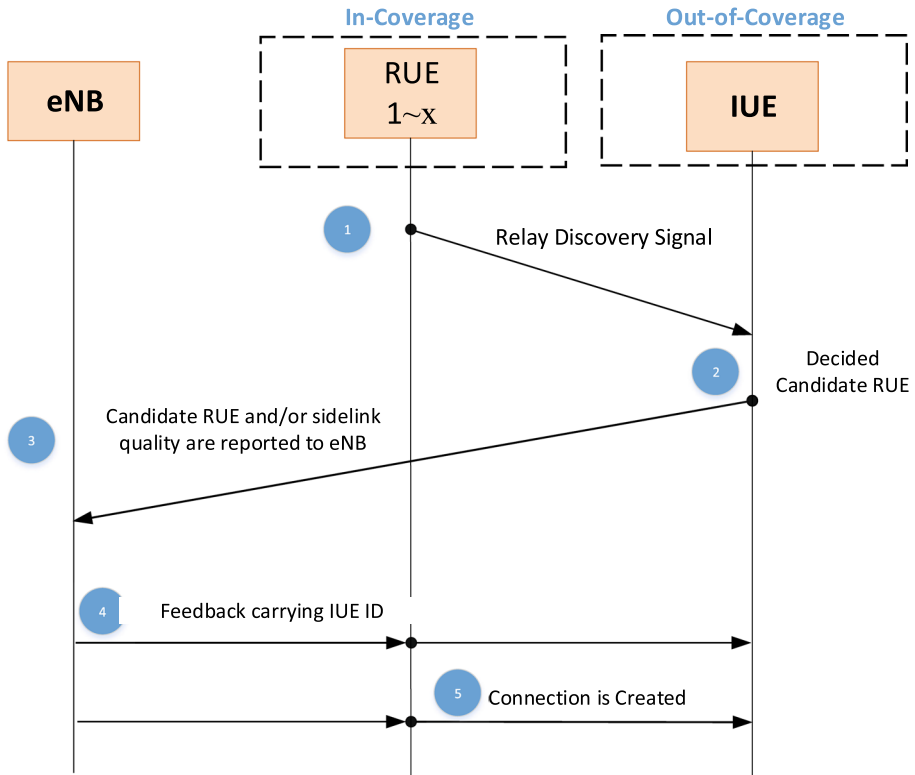 In-Coverage
Out-of-Coverage
eNB
RUE
1~x
IUE
1
Relay Discovery Signal
2
Decided
Candidate RUE
3
Candidate RUE and/or sidelink
quality are reported to eNB
4
Feedback carrying IUE ID
5
Connection is Created